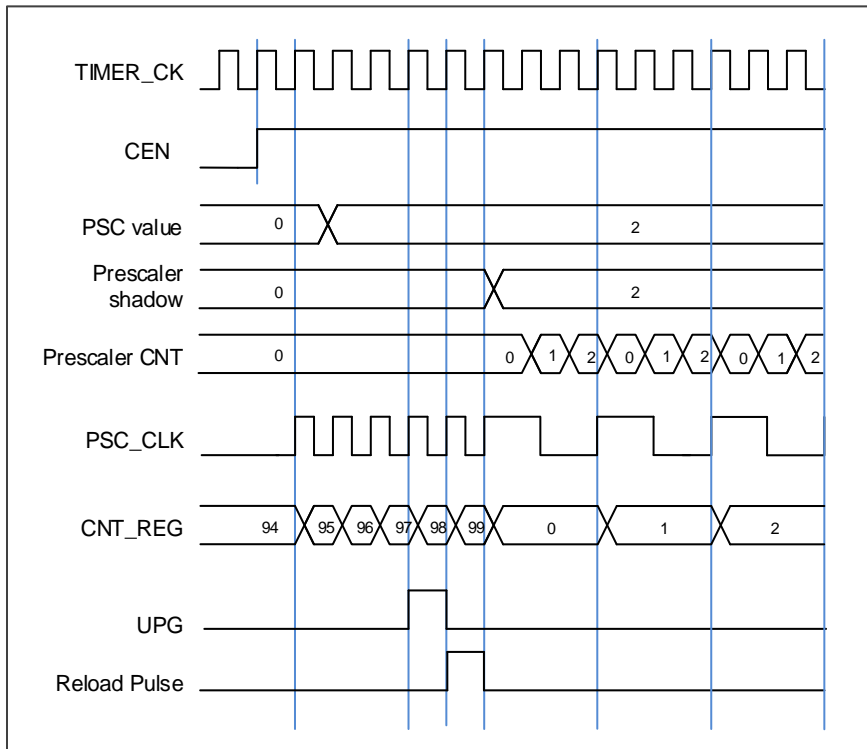 TIMER_CK
CEN
PSC value 0 2
Prescaler shadow 0 2
Prescaler CNT 0 0 1 2 0 1 2 0 1 2
PSC_CLK
CNT_REG 94 95 96 97 98 99 0 1 2
UPG
Reload Pulse